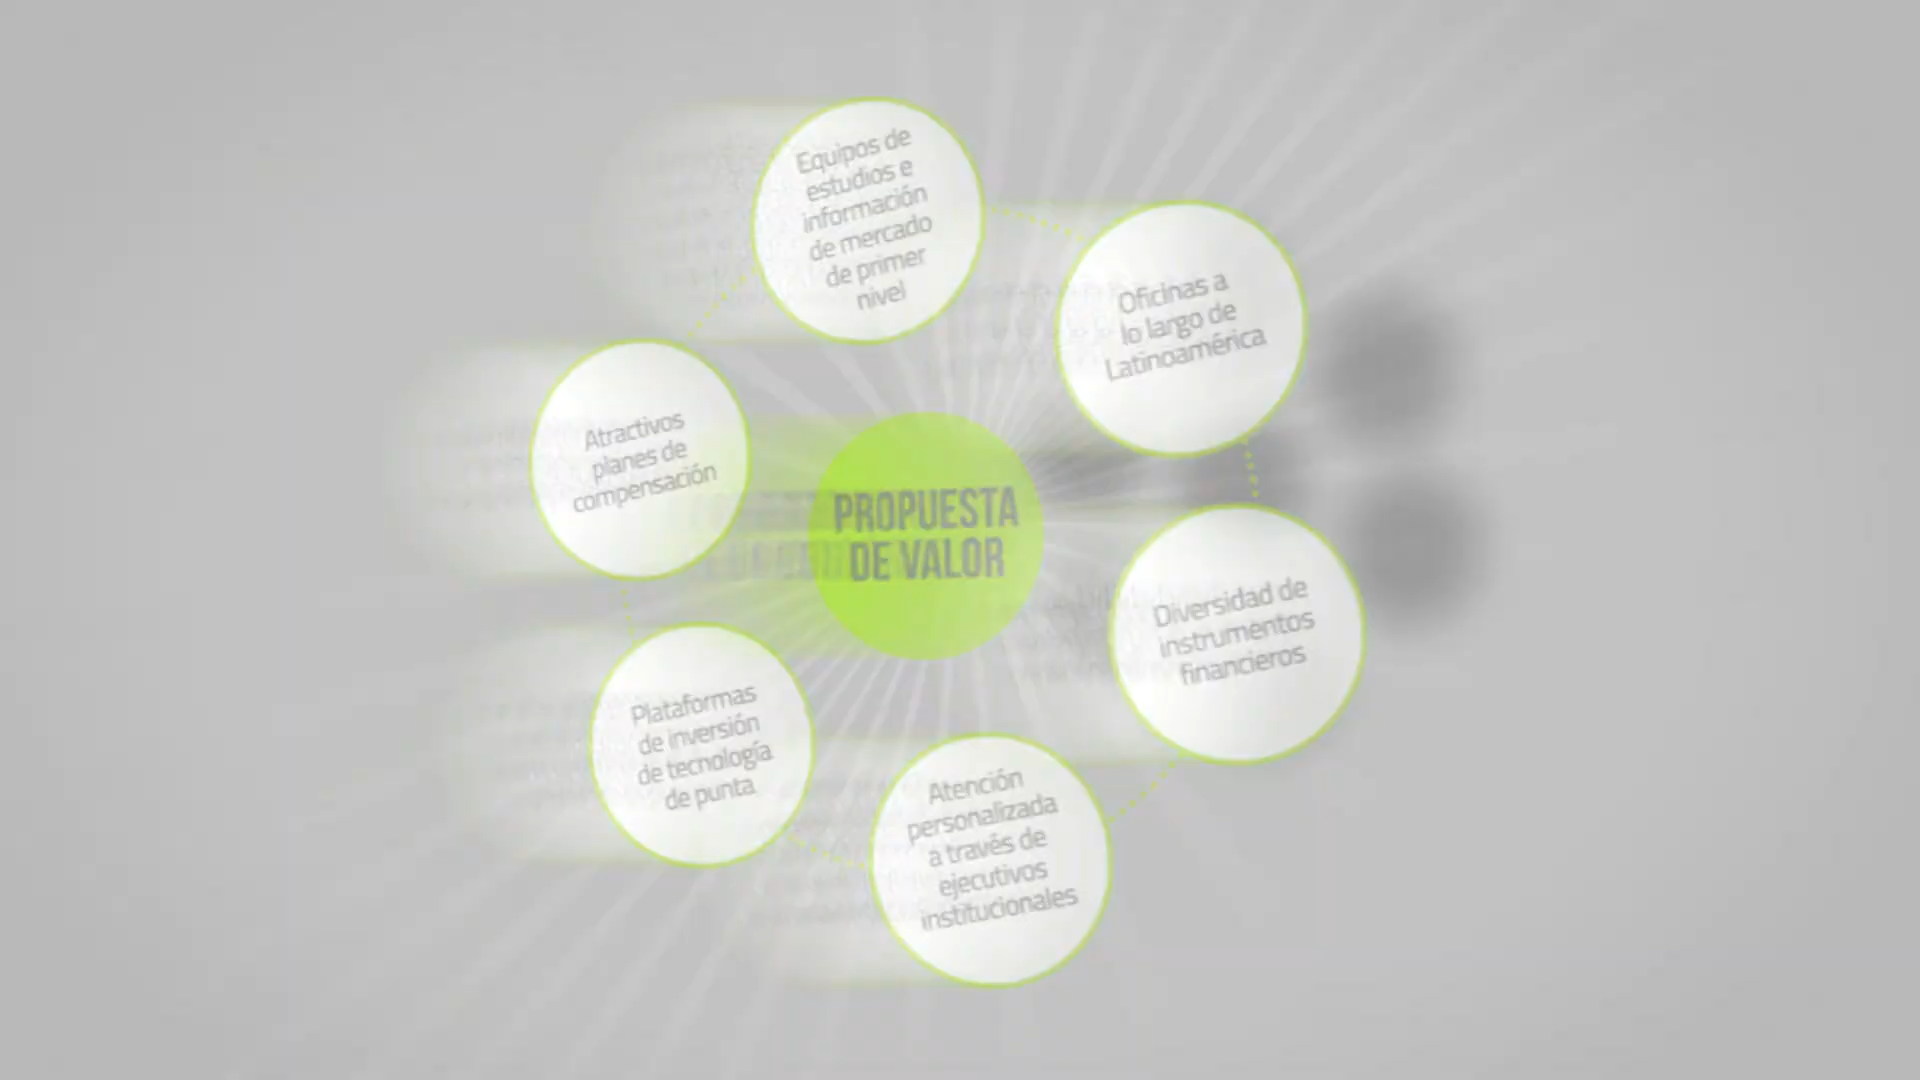 Equipos de
estudios e
información
de mercado
de primer
nivel
Oficinas a
lo largo de
Latinoamérica
Atractivos
planes de
compensación
PROPUESTA
DE VALOR
Diversidad de
instrumentos
financieros
Plataformas
de inversión
de tecnología
de punta
Atención
personalizada
a través de
ejecutivos
institucionales